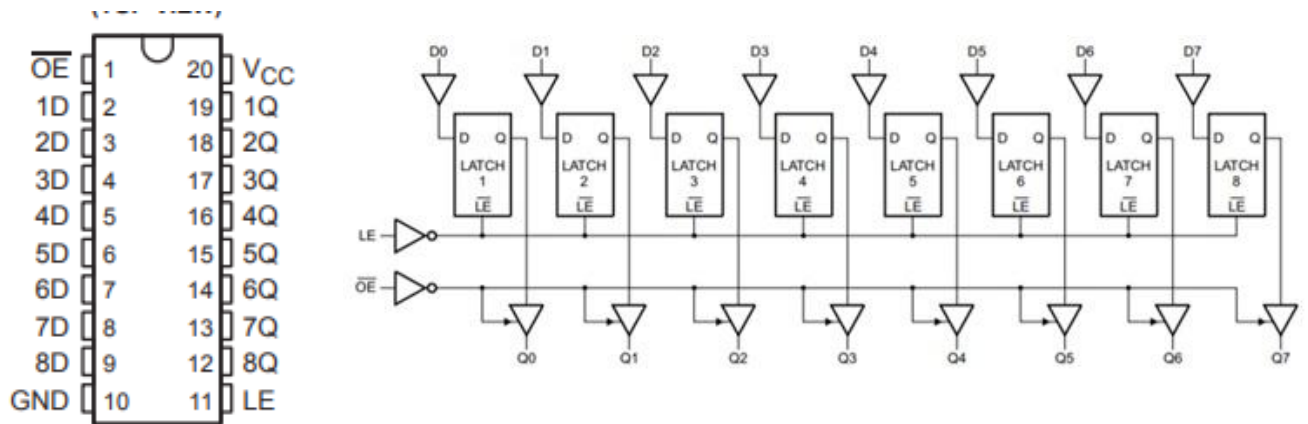 OE 1 20 VCC
1D 2 19 1Q
2D 3 18 2Q
3D 4 17 3Q
4D 5 16 4Q
5D 6 15 5Q
6D 7 14 6Q
7D 8 13 7Q
8D 9 12 8Q
GND 10 11 LE
D0 D1 D2 D3 D4 D5 D6 D7
D Q D Q D Q D Q D Q D Q D Q D Q
LATCH LATCH LATCH LATCH LATCH LATCH LATCH LATCH
1 2 3 4 5 6 7 8
LE LE LE LE LE LE LE LE
LE
OE
Q0 Q1 Q2 Q3 Q4 Q5 Q6 Q7